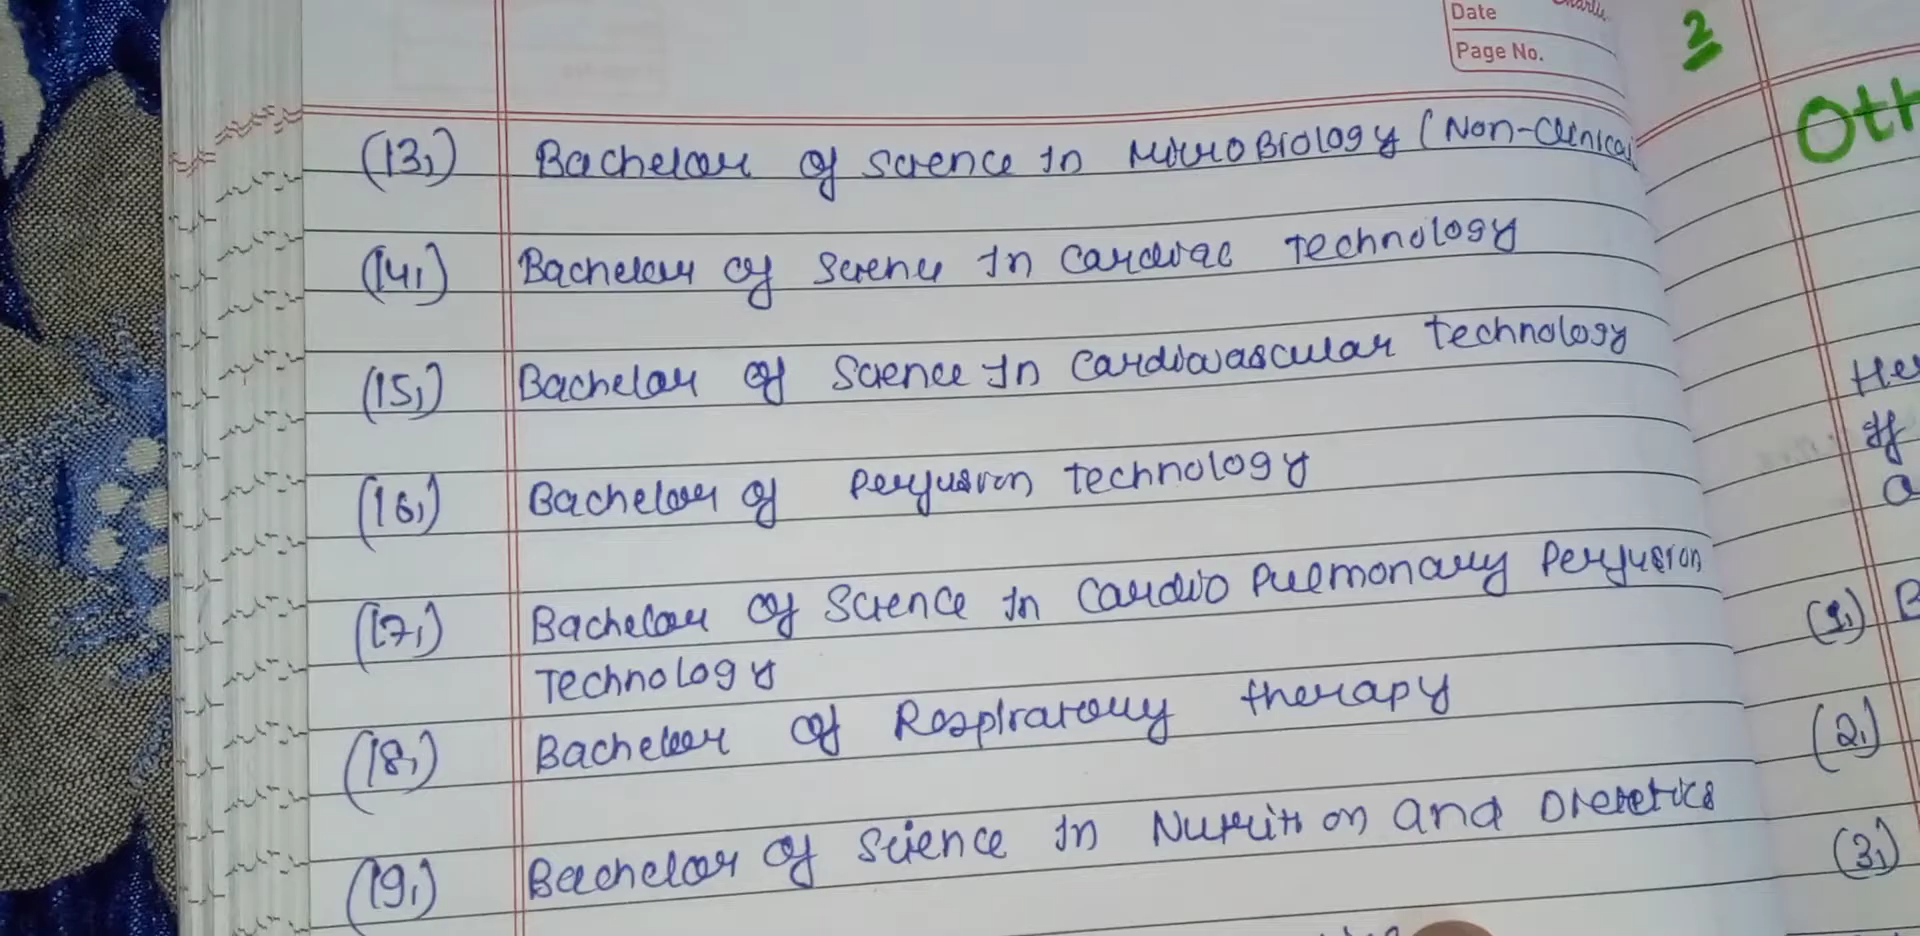 Date
Page No.
(13,) Bachelor of Science In MicroBiology (Non-Clinical
(14,) Bachelor of Science In Cardiac Technology
(15,) Bachelor of Science In Cardiovascular Technology
(16,) Bachelor of Perfusion Technology
(17,) Bachelor of Science In Cardio Pulmonary Perfusion
Technology
(18,) Bachelor of Respiratory therapy
(19,) Bachelor of Science In Nutrition and Dietetics
2
Oth
He
If
a
(1,) B
(2,)
(3,)